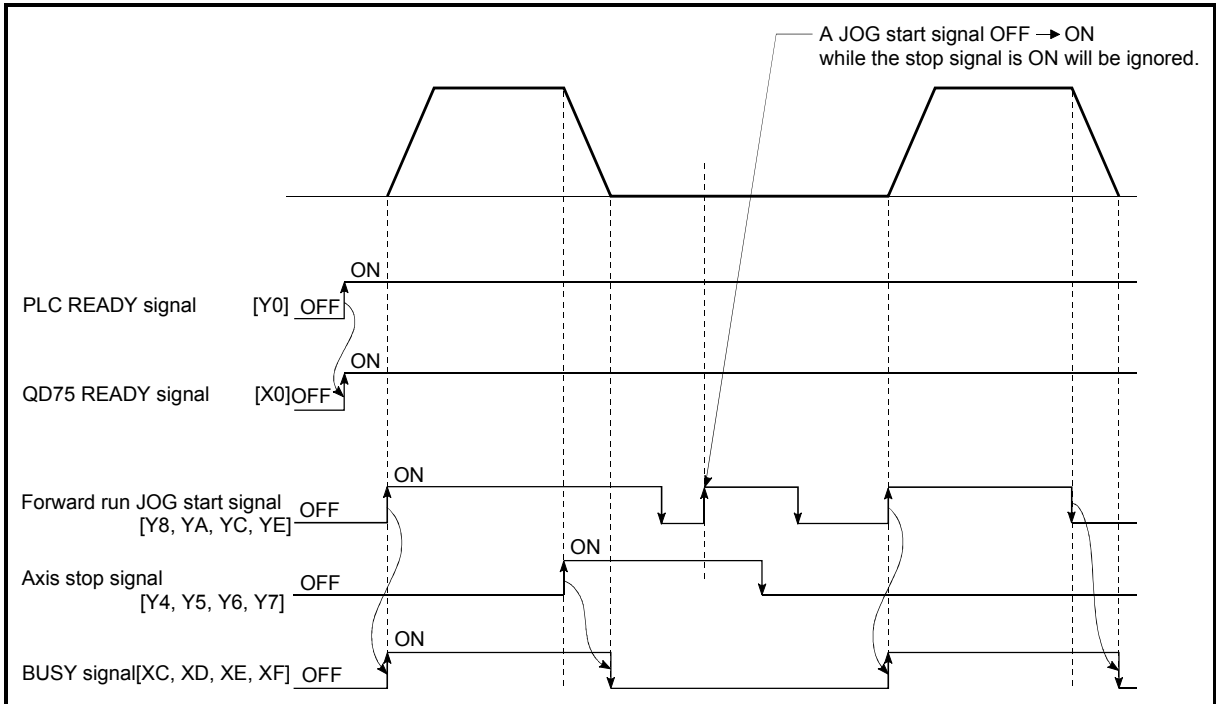 A JOG start signal OFF → ON
while the stop signal is ON will be ignored.
ON
PLC READY signal [Y0] OFF
ON
QD75 READY signal [X0]OFF
ON
Forward run JOG start signal OFF
[Y8, YA, YC, YE]
ON
Axis stop signal OFF
[Y4, Y5, Y6, Y7]
ON
BUSY signal[XC, XD, XE, XF] OFF